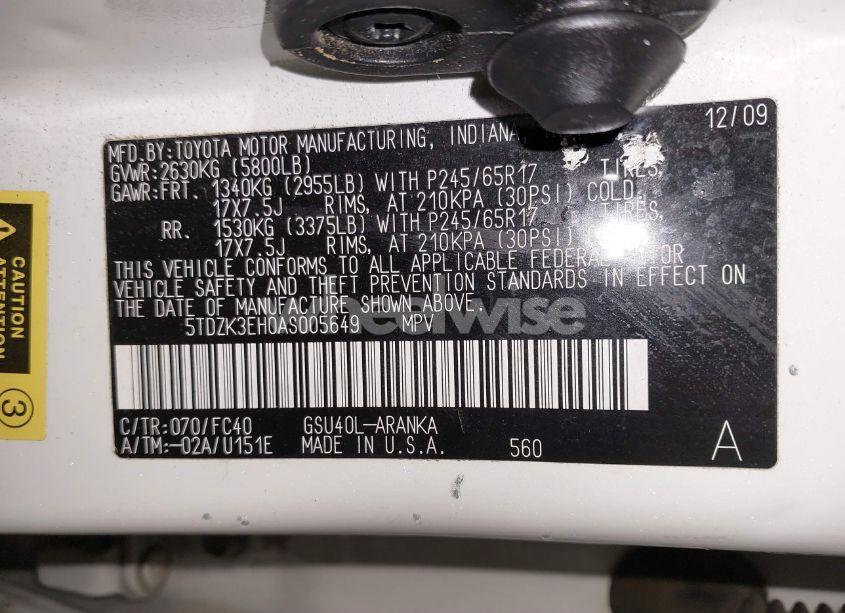 12/09
MFD.BY:TOYOTA MOTOR MANUFACTURING, INDIANA,
GVWR:2630KG (5800LB)
GAWR:FRT. 1340KG (2955LB) WITH P245/65R17 TIRES,
17X7.5J RIMS, AT 210KPA (30PSI) COLD.
RR. 1530KG (3375LB) WITH P245/65R17 TIRES,
17X7.5J RIMS, AT 210KPA (30PSI)
THIS VEHICLE CONFORMS TO ALL APPLICABLE FEDERAL MOTOR
VEHICLE SAFETY AND THEFT PREVENTION STANDARDS IN EFFECT ON
THE DATE OF MANUFACTURE SHOWN ABOVE.
5TDZK3EH0AS005649 MPV
C/TR:070/FC40 GSU40L-ARANKA
A/TM:-02A/U151E MADE IN U.S.A. 560 A
CAUTION
ATTENTION
3